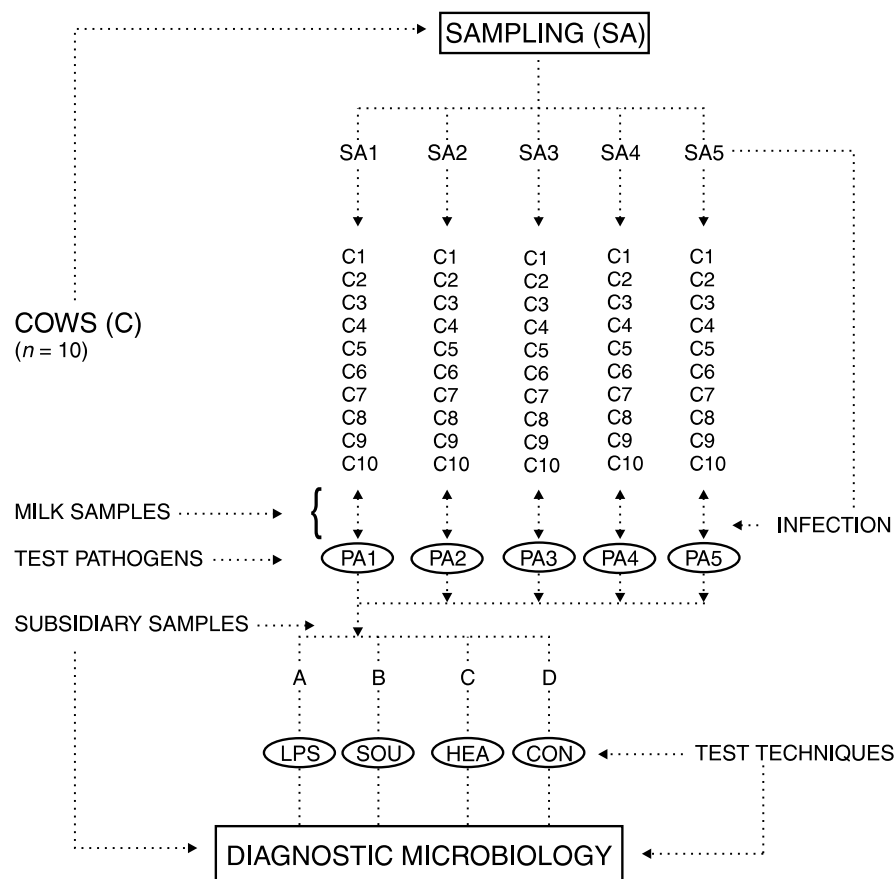 SAMPLING (SA)
SA1 SA2 SA3 SA4 SA5
C1 C1 C1 C1 C1
C2 C2 C2 C2 C2
C3 C3 C3 C3 C3
COWS (C) C4 C4 C4 C4 C4
(n = 10) C5 C5 C5 C5 C5
C6 C6 C6 C6 C6
C7 C7 C7 C7 C7
C8 C8 C8 C8 C8
C9 C9 C9 C9 C9
C10 C10 C10 C10 C10
MILK SAMPLES { INFECTION
TEST PATHOGENS PA1 PA2 PA3 PA4 PA5
SUBSIDIARY SAMPLES
A B C D
LPS SOU HEA CON TEST TECHNIQUES
DIAGNOSTIC MICROBIOLOGY